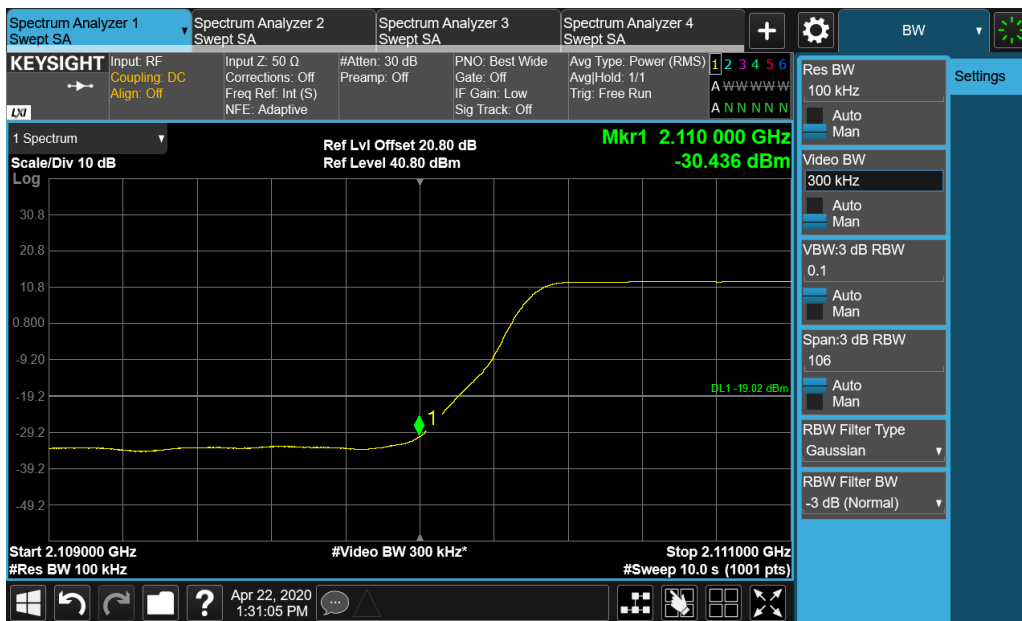 Spectrum Analyzer 1
Swept SA
Spectrum Analyzer 2
Swept SA
Spectrum Analyzer 3
Swept SA
Spectrum Analyzer 4
Swept SA
+
BW
KEYSIGHT
LXI
Input: RF
Coupling: DC
Align: Off
Input Z: 50 Ω
Corrections: Off
Freq Ref: Int (S)
NFE: Adaptive
#Atten: 30 dB
Preamp: Off
PNO: Best Wide
Gate: Off
IF Gain: Low
Sig Track: Off
Avg Type: Power (RMS)
Avg|Hold: 1/1
Trig: Free Run
1 2 3 4 5 6
A W W W W W
A N N N N N
1 Spectrum
Scale/Div 10 dB
Log
Ref Lvl Offset 20.80 dB
Ref Level 40.80 dBm
Mkr1 2.110 000 GHz
-30.436 dBm
30.8
20.8
10.8
0.800
-9.20
-19.2
-29.2
-39.2
-49.2
DL1 -19.02 dBm
1
Start 2.109000 GHz
#Res BW 100 kHz
#Video BW 300 kHz*
Stop 2.111000 GHz
#Sweep 10.0 s (1001 pts)
Res BW
100 kHz
Auto
Man
Video BW
300 kHz
Auto
Man
VBW:3 dB RBW
0.1
Auto
Man
Span:3 dB RBW
106
Auto
Man
RBW Filter Type
Gaussian
RBW Filter BW
-3 dB (Normal)
Settings
?
Apr 22, 2020
1:31:05 PM